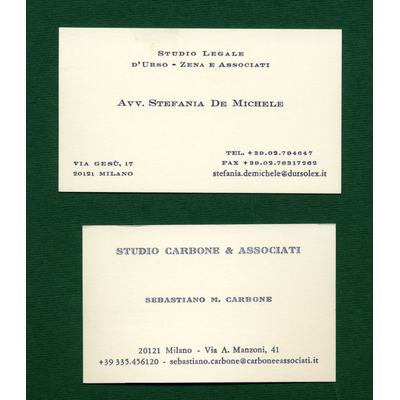 Studio Legale
D'Urso - Zena e Associati
Avv. Stefania De Michele
TEL. +39.02.794647
VIA GESÙ, 17
FAX +39.02.76317262
20121 MILANO
stefania.demichele@dursolex.it
STUDIO CARBONE & ASSOCIATI
SEBASTIANO M. CARBONE
20121 Milano - Via A. Manzoni, 41
+39 335.456120 - sebastiano.carbone@carboneeassociati.it